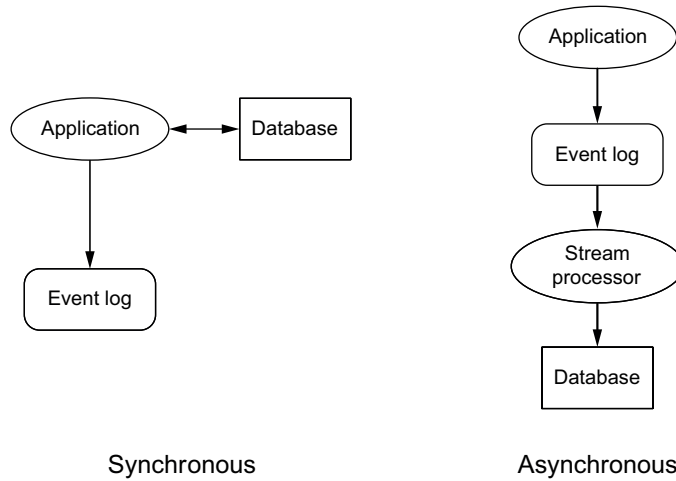 Application
Database
Event log
Synchronous
Application
Event log
Stream
processor
Database
Asynchronous